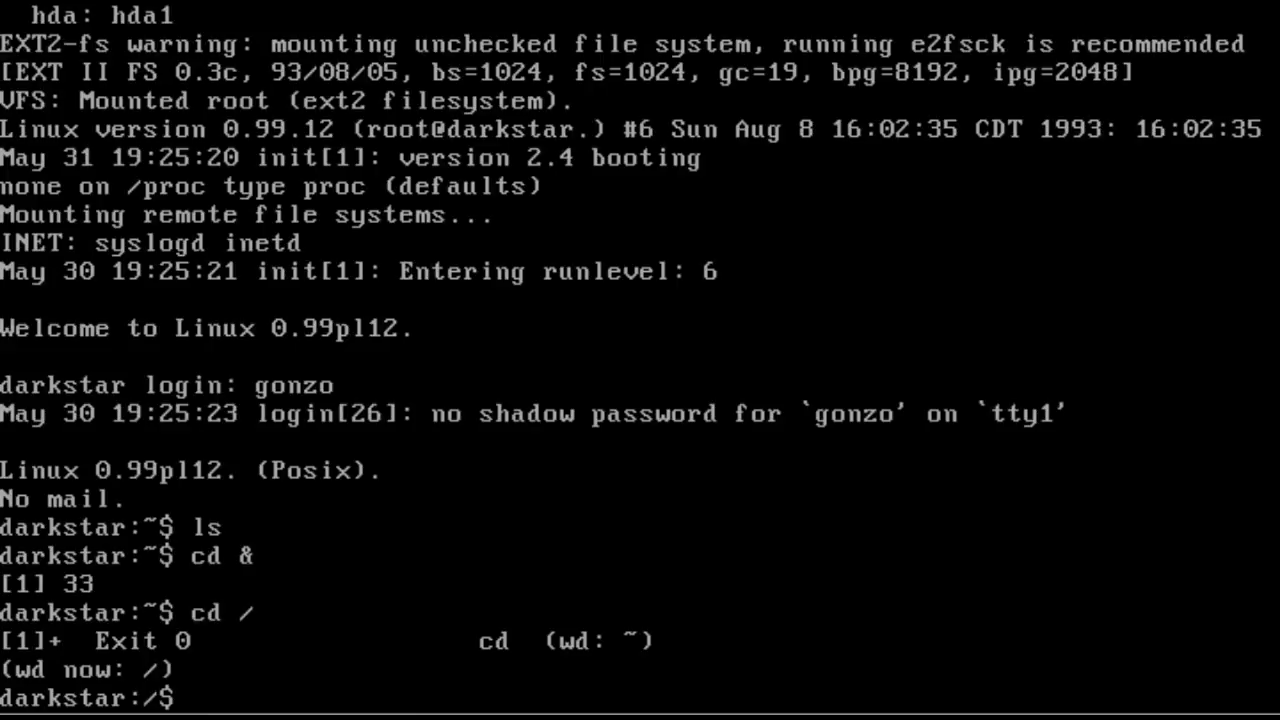 hda: hda1
EXT2-fs warning: mounting unchecked file system, running e2fsck is recommended
[EXT II FS 0.3c, 93/08/05, bs=1024, fs=1024, gc=19, bpg=8192, ipg=2048]
VFS: Mounted root (ext2 filesystem).
Linux version 0.99.12 (root@darkstar.) #6 Sun Aug 8 16:02:35 CDT 1993: 16:02:35
May 31 19:25:20 init[1]: version 2.4 booting
none on /proc type proc (defaults)
Mounting remote file systems...
INET: syslogd inetd
May 30 19:25:21 init[1]: Entering runlevel: 6
Welcome to Linux 0.99pl12.
darkstar login: gonzo
May 30 19:25:23 login[26]: no shadow password for `gonzo' on `tty1'
Linux 0.99pl12. (Posix).
No mail.
darkstar:~$ ls
darkstar:~$ cd &
[1] 33
darkstar:~$ cd /
[1]+  Exit 0                  cd  (wd: ~)
(wd now: /)
darkstar:/$